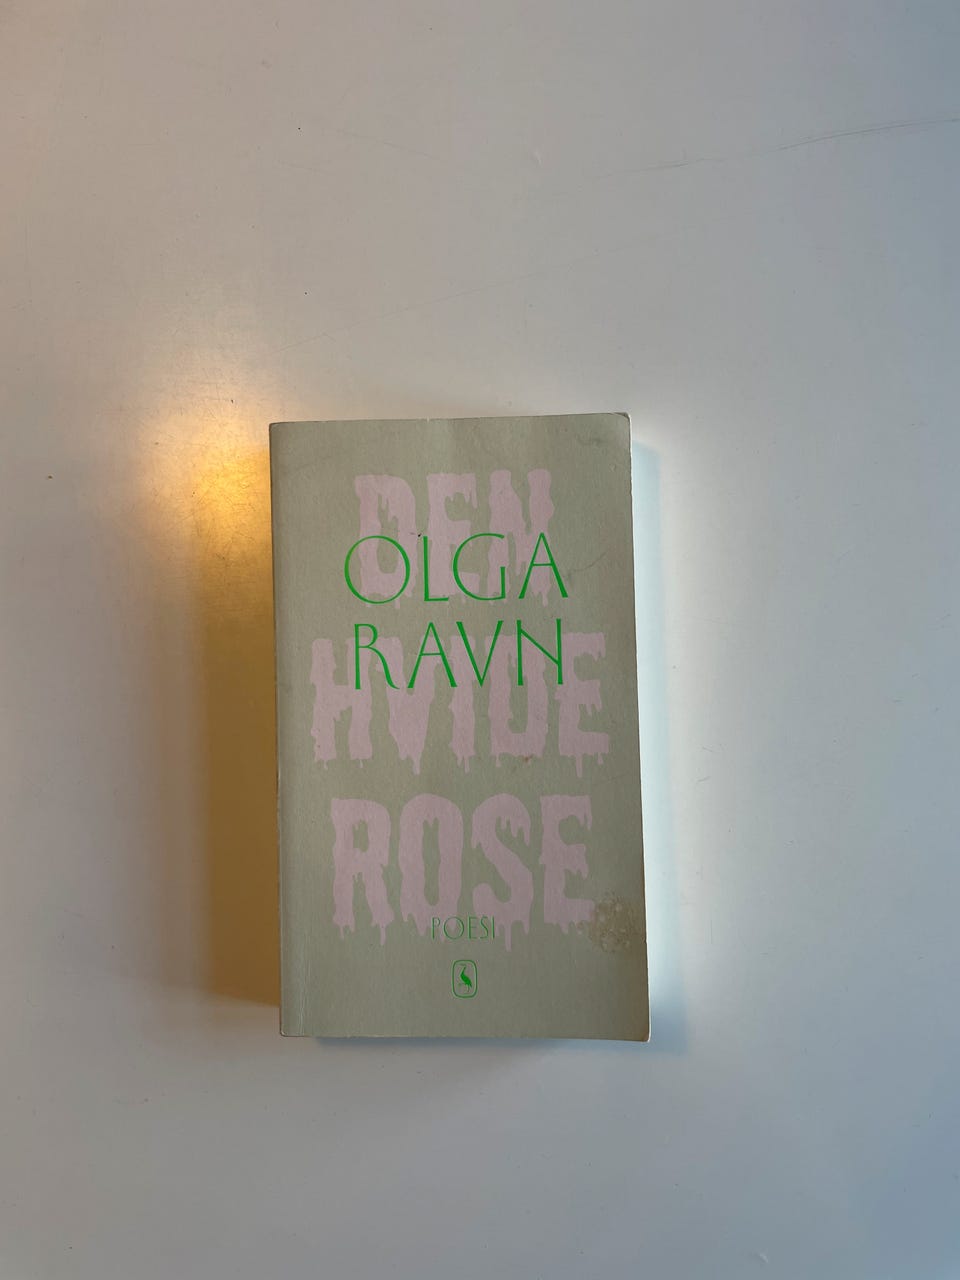 DEN
OLGA
RAVN
HVIDE
ROSE
POESI